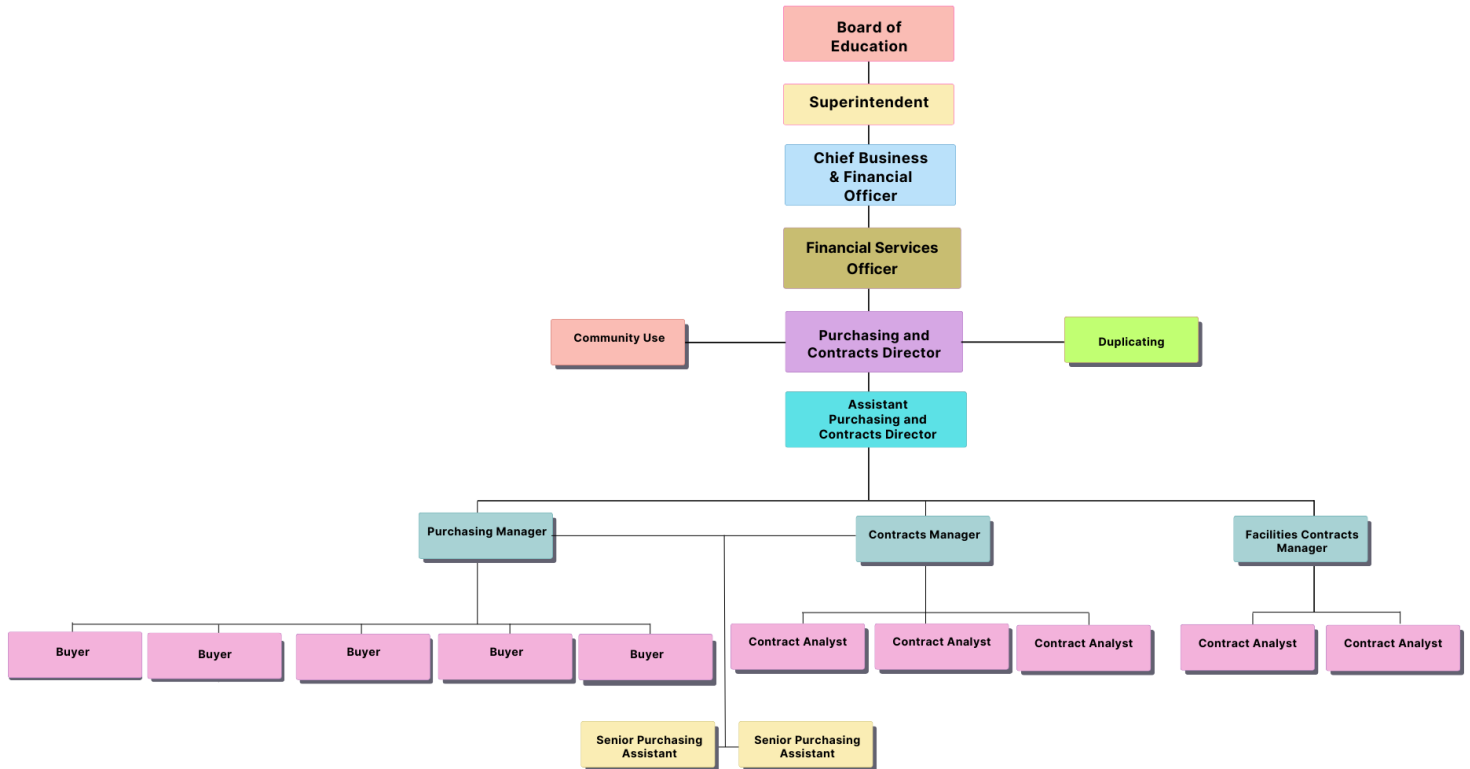 Board of
Education
Superintendent
Chief Business
& Financial
Officer
Financial Services
Officer
Community Use
Purchasing and
Contracts Director
Duplicating
Assistant
Purchasing and
Contracts Director
Purchasing Manager
Contracts Manager
Facilities Contracts
Manager
Buyer
Buyer
Buyer
Buyer
Buyer
Contract Analyst
Contract Analyst
Contract Analyst
Contract Analyst
Contract Analyst
Senior Purchasing
Assistant
Senior Purchasing
Assistant